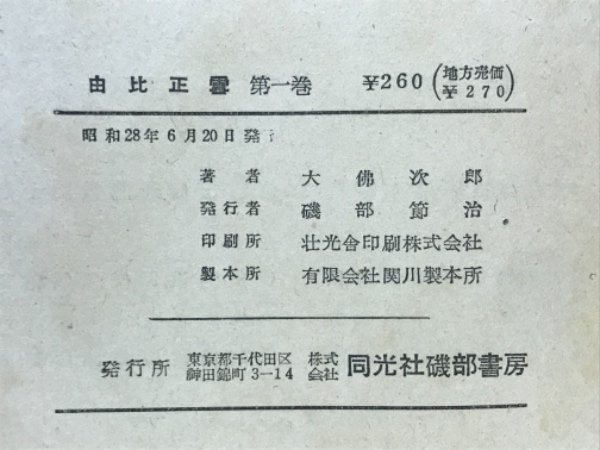 由比正雪 第一巻 ¥260 (地方売価 ¥270)
昭和28年6月20日発
著者 大佛次郎
発行者 磯部節治
印刷所 壮光舎印刷株式会社
製本所 有限会社関川製本所
発行所 東京都千代田区神田錦町3―14 株式会社 同光社磯部書房